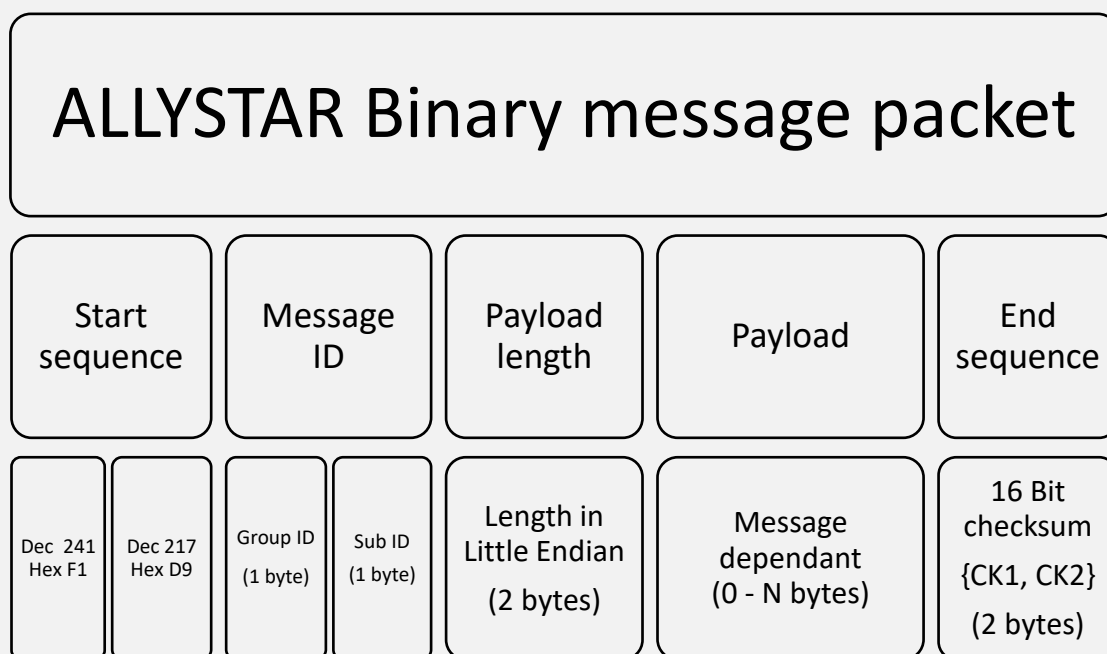 ALLYSTAR Binary message packet
Start
sequence
Message
ID
Payload
length
Payload
End
sequence
Dec 241
Hex F1
Dec 217
Hex D9
Group ID
(1 byte)
Sub ID
(1 byte)
Length in
Little Endian
(2 bytes)
Message
dependant
(0 - N bytes)
16 Bit
checksum
{CK1, CK2}
(2 bytes)